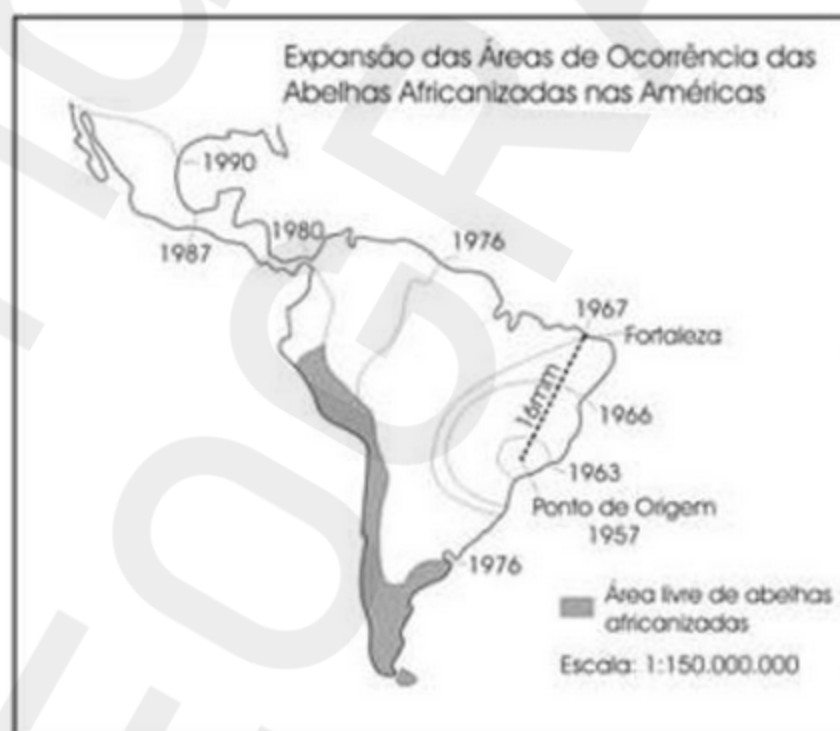 Expansão das Áreas de Ocorrência das
Abelhas Africanizadas nas Américas
1990
1980
1987
1976
1967
Fortaleza
16mm
1966
1963
Ponto de Origem
1957
1976
Área livre de abelhas
africanizadas
Escala: 1:150.000.000